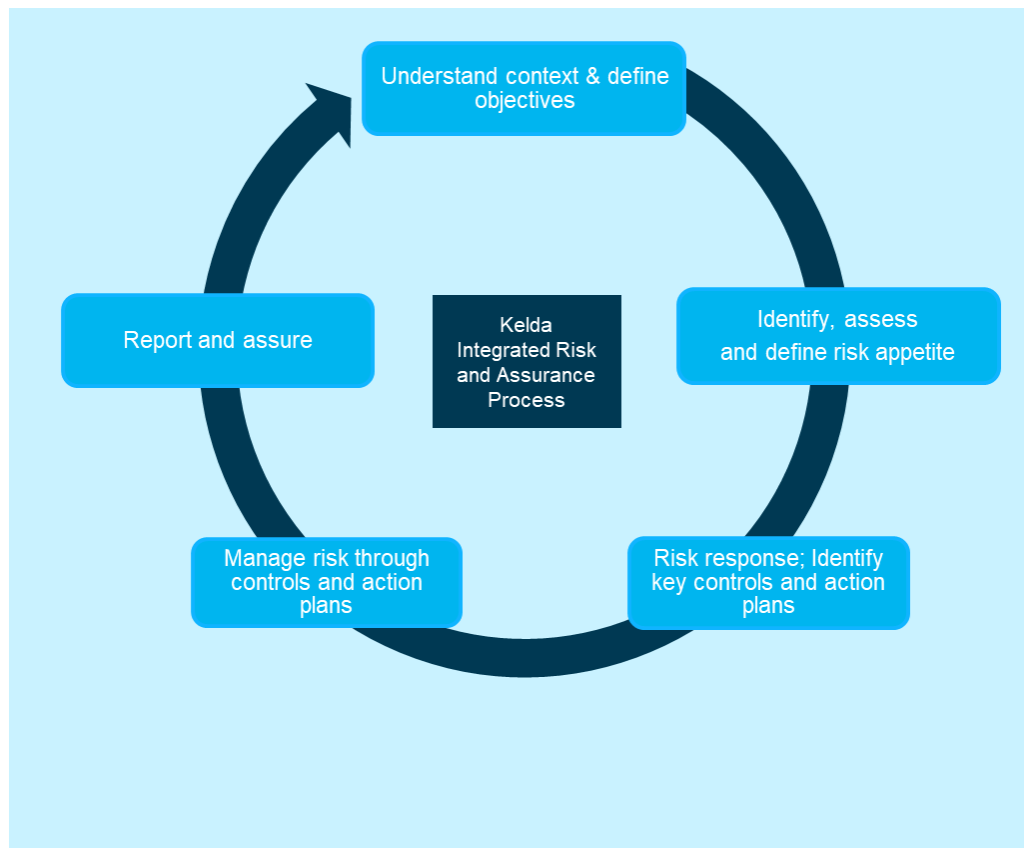 Understand context & define
objectives
Identify, assess
and define risk appetite
Risk response; Identify
key controls and action
plans
Manage risk through
controls and action
plans
Report and assure
Kelda
Integrated Risk
and Assurance
Process